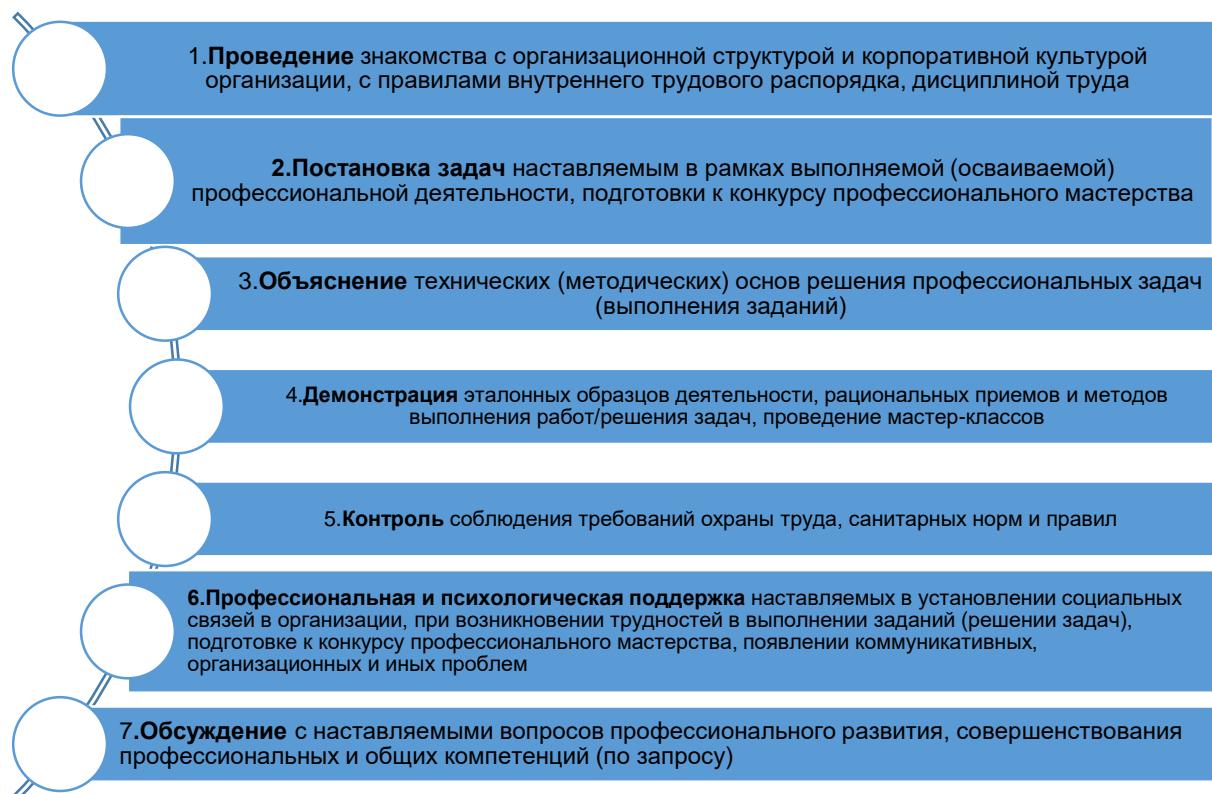 1.Проведение знакомства с организационной структурой и корпоративной культурой
организации, с правилами внутреннего трудового распорядка, дисциплиной труда
2.Постановка задач наставляемым в рамках выполняемой (осваиваемой)
профессиональной деятельности, подготовки к конкурсу профессионального мастерства
3.Объяснение технических (методических) основ решения профессиональных задач
(выполнения заданий)
4.Демонстрация эталонных образцов деятельности, рациональных приемов и методов
выполнения работ/решения задач, проведение мастер-классов
5.Контроль соблюдения требований охраны труда, санитарных норм и правил
6.Профессиональная и психологическая поддержка наставляемых в установлении социальных
связей в организации, при возникновении трудностей в выполнении заданий (решении задач),
подготовке к конкурсу профессионального мастерства, появлении коммуникативных,
организационных и иных проблем
7.Обсуждение с наставляемыми вопросов профессионального развития, совершенствования
профессиональных и общих компетенций (по запросу)